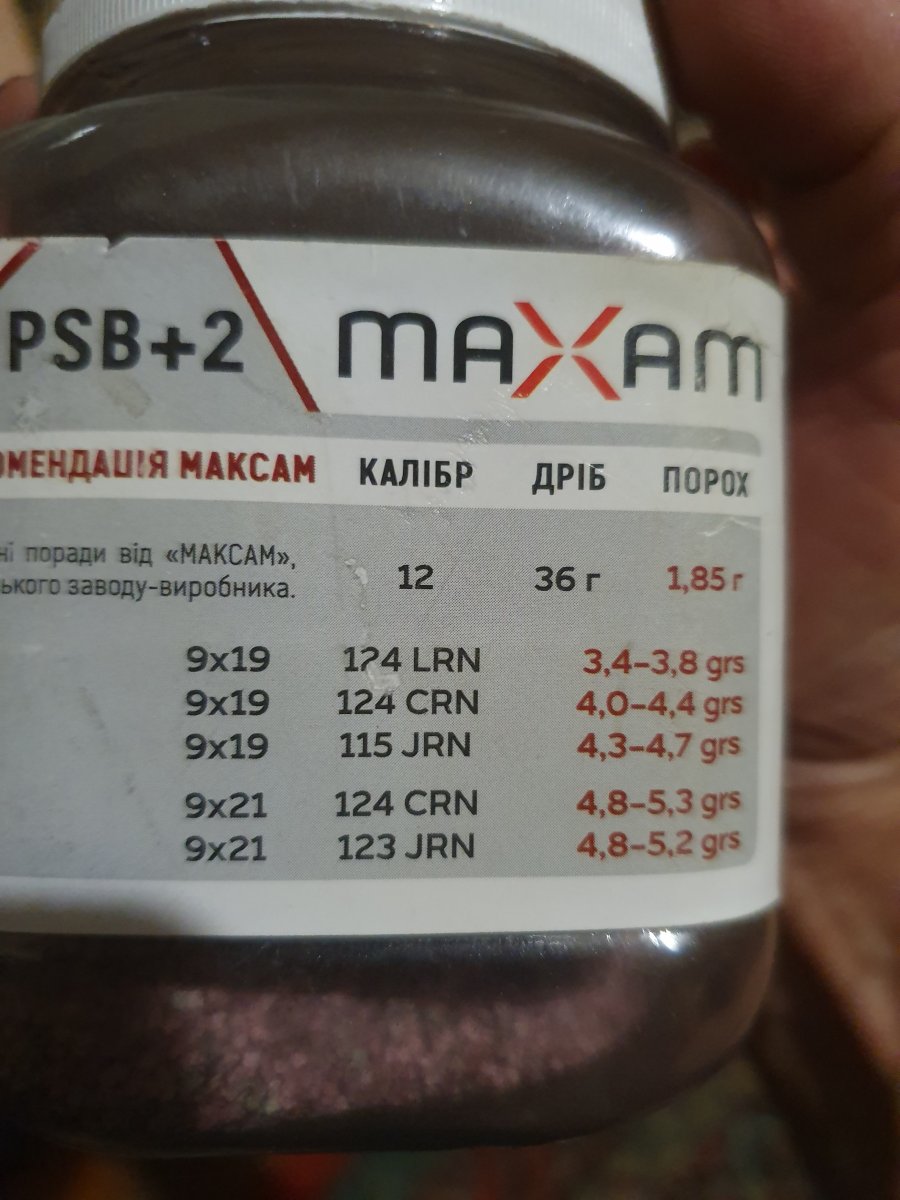 PSB+2
MAXAM
ОМЕНДАЦІЯ МАКСАМ КАЛІБР ДРІБ ПОРОХ
ні поради від «МАКСАМ»,
ького заводу-виробника.
12 36 г 1,85 г
9x19 124 LRN 3,4–3,8 grs
9x19 124 CRN 4,0–4,4 grs
9x19 115 JRN 4,3–4,7 grs
9x21 124 CRN 4,8–5,3 grs
9x21 123 JRN 4,8–5,2 grs